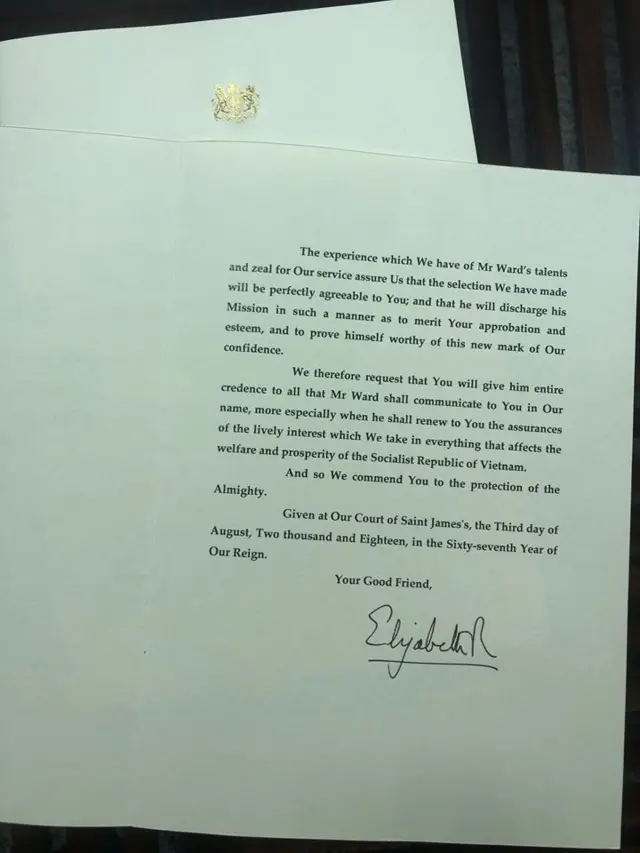 The experience which We have of Mr Ward's talents
and zeal for Our service assure Us that the selection We have made
will be perfectly agreeable to You; and that he will discharge his
Mission in such a manner as to merit Your approbation and
esteem, and to prove himself worthy of this new mark of Our
confidence.
We therefore request that You will give him entire
credence to all that Mr Ward shall communicate to You in Our
name, more especially when he shall renew to You the assurances
of the lively interest which We take in everything that affects the
welfare and prosperity of the Socialist Republic of Vietnam.
And so We commend You to the protection of the
Almighty.
Given at Our Court of Saint James's, the Third day of
August, Two thousand and Eighteen, in the Sixty-seventh Year of
Our Reign.
Your Good Friend,
Elizabeth R